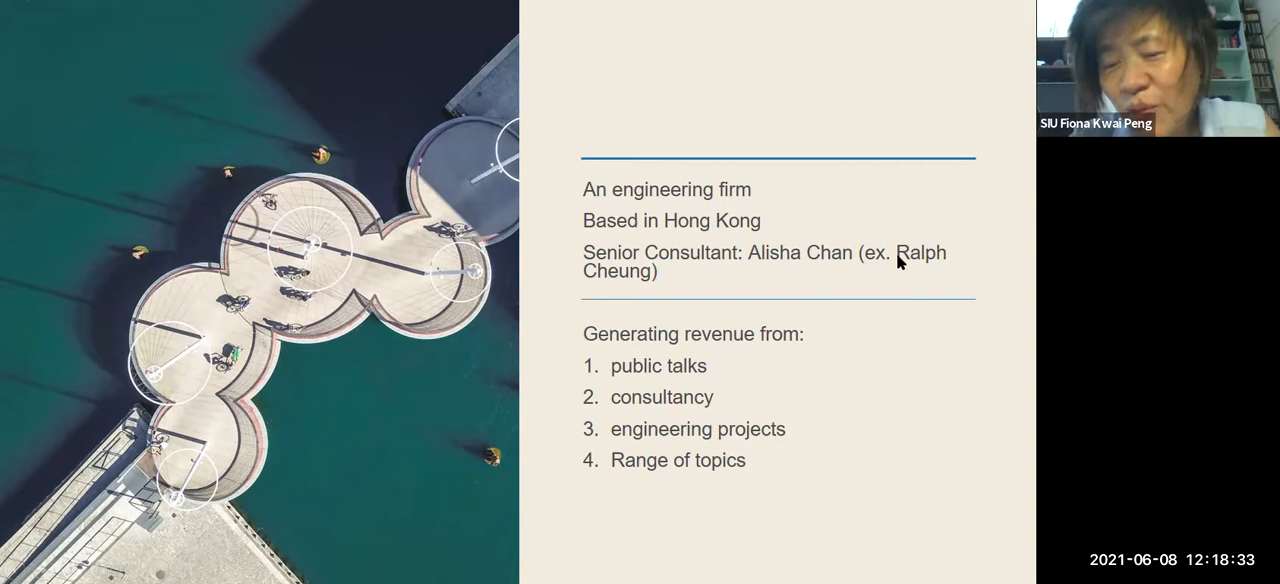 An engineering firm
Based in Hong Kong
Senior Consultant: Alisha Chan (ex. Ralph
Cheung)
Generating revenue from:
1. public talks
2. consultancy
3. engineering projects
4. Range of topics
SIU Fiona Kwai Peng
2021-06-08 12:18:33